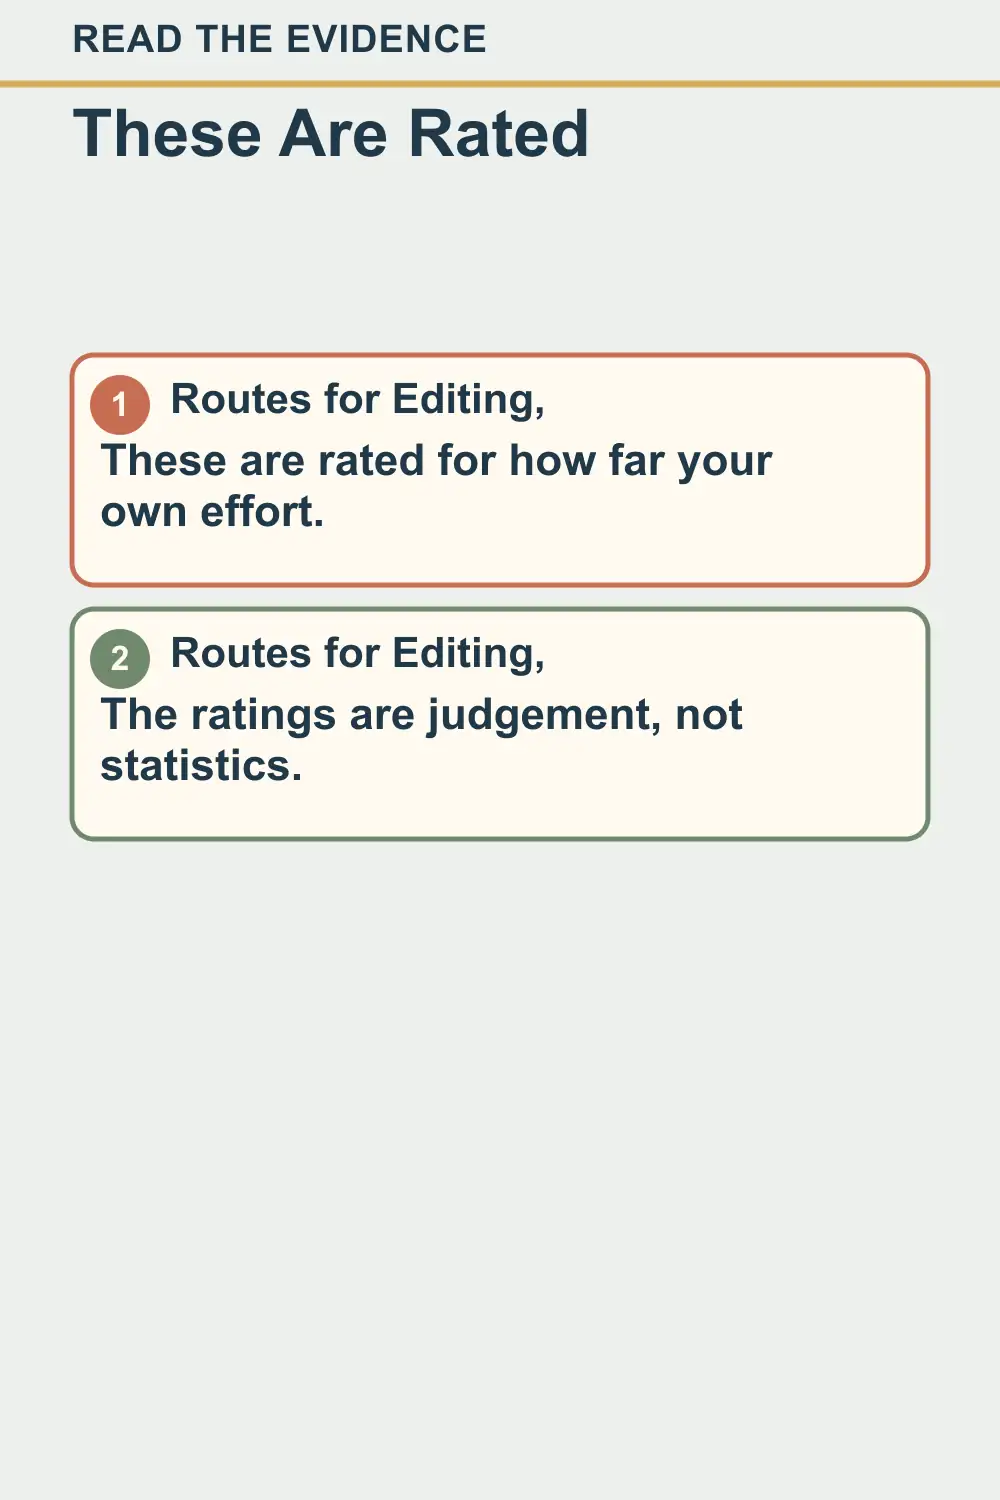 READ THE EVIDENCE
These Are Rated
1 Routes for Editing,
These are rated for how far your
own effort.
2 Routes for Editing,
The ratings are judgement, not
statistics.